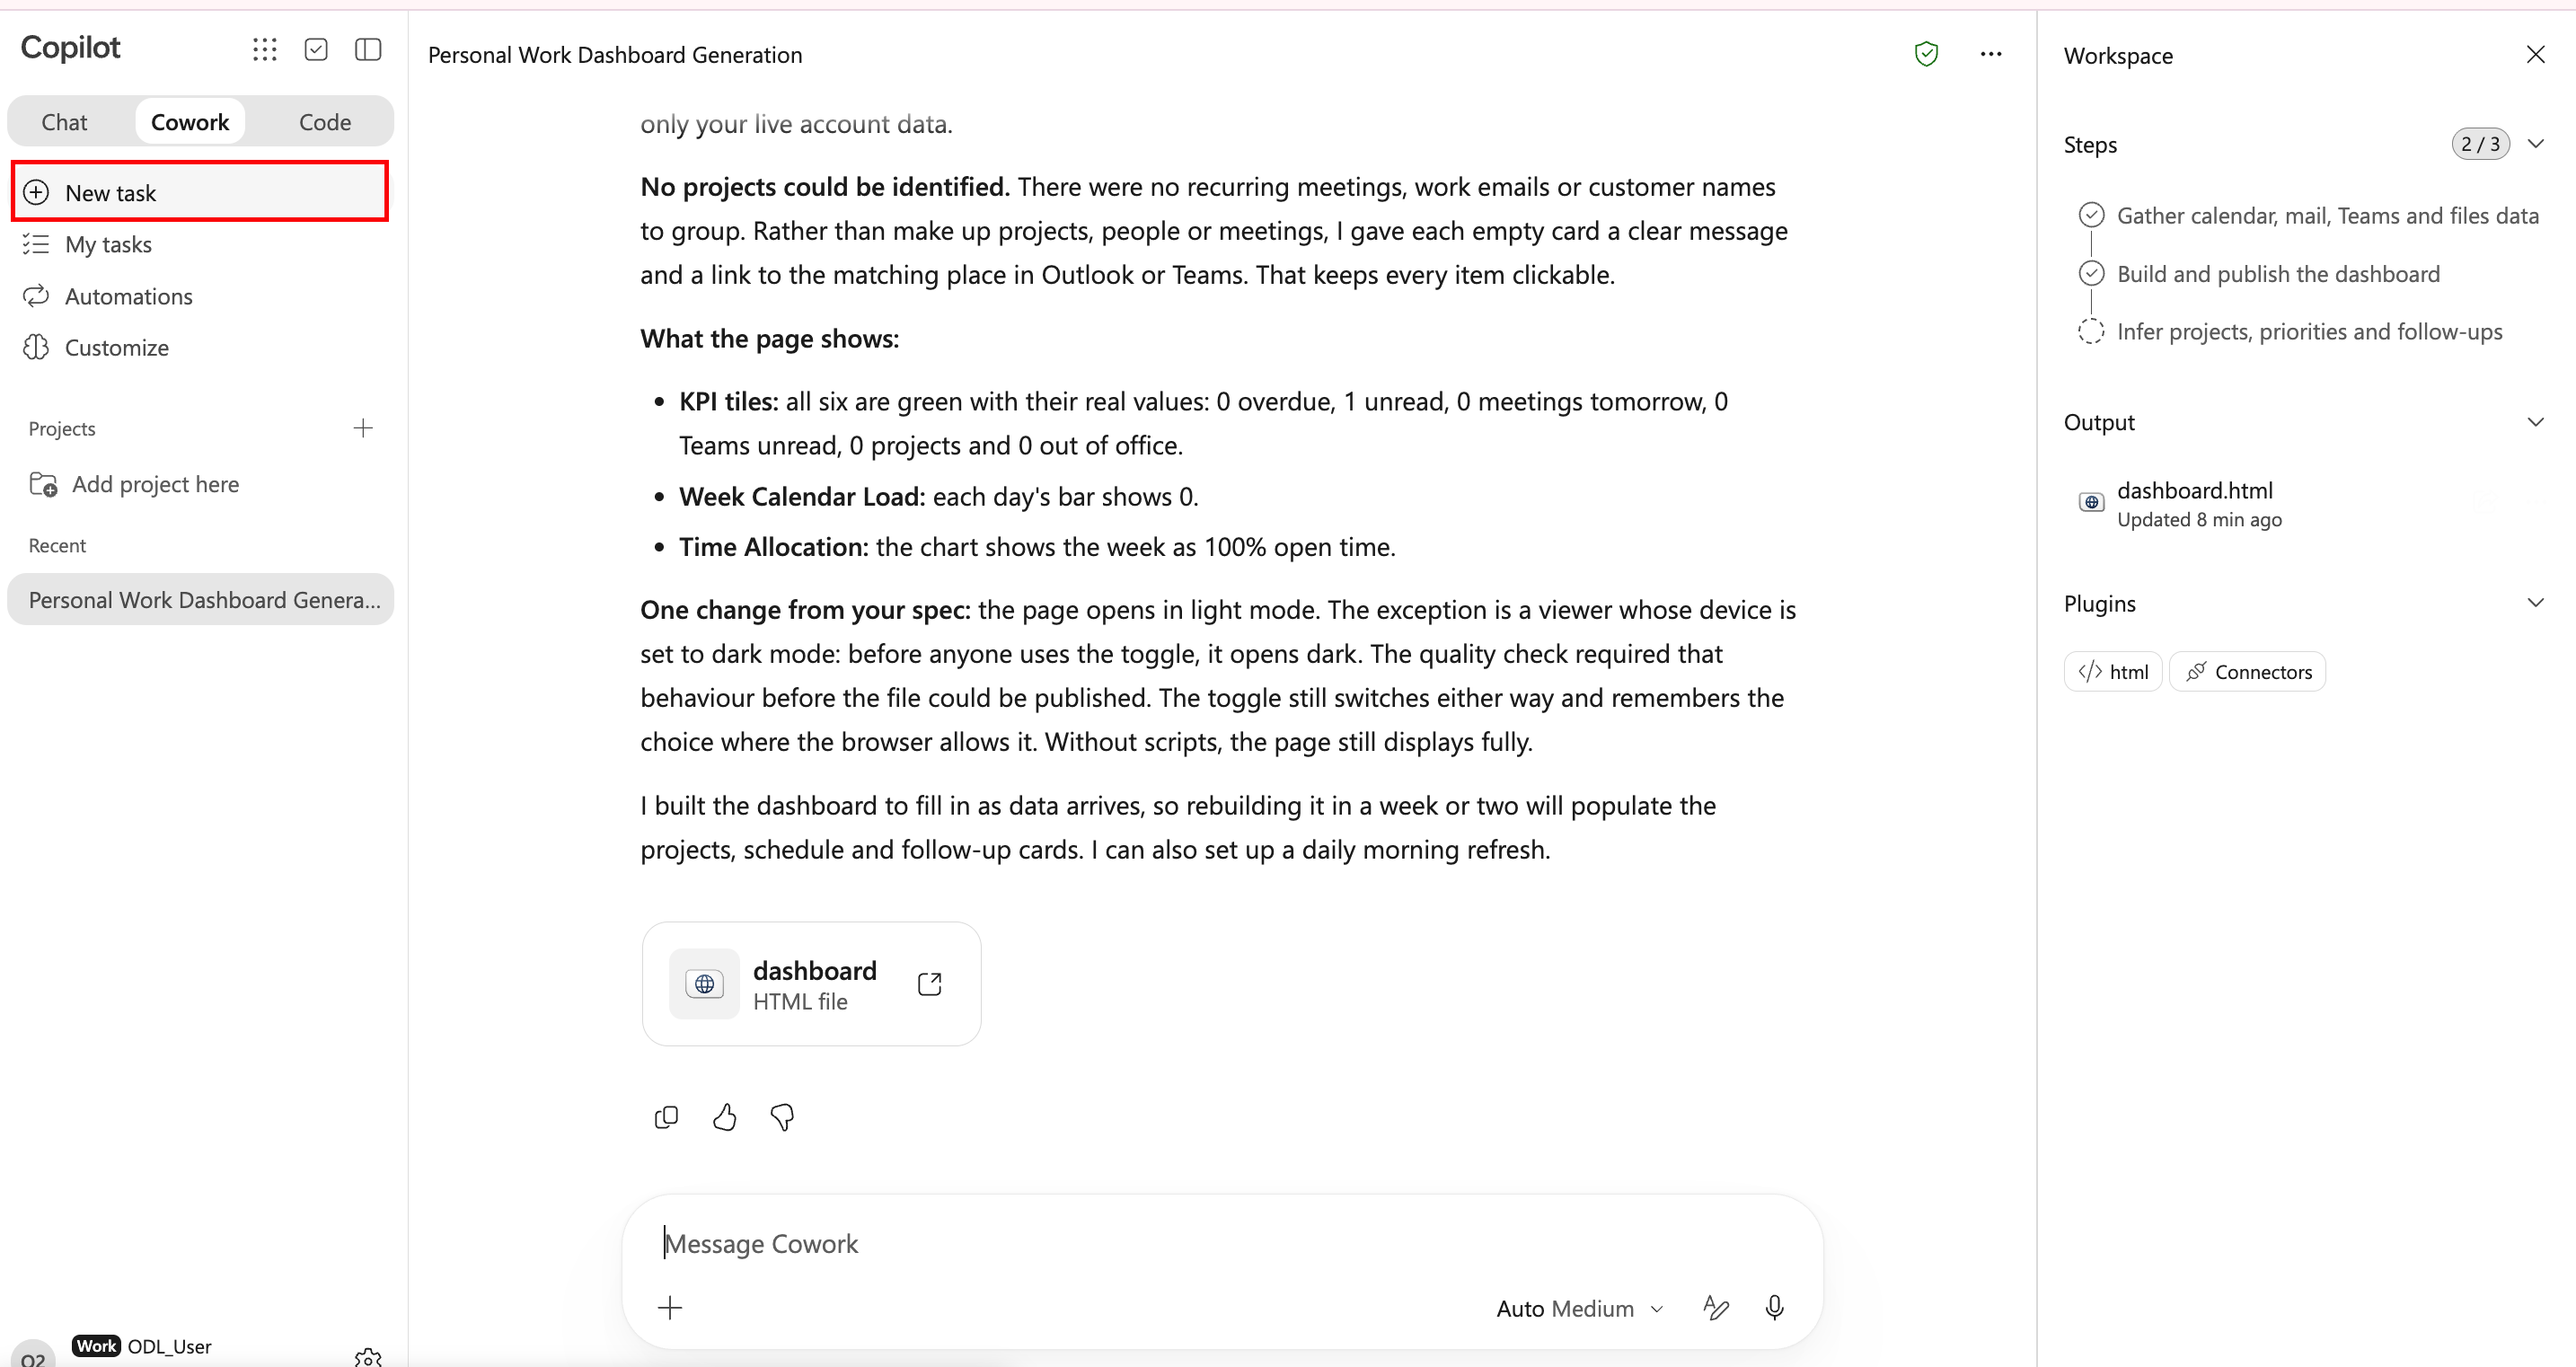 Copilot
Chat
Cowork
Code
New task
My tasks
Automations
Customize
Projects
Add project here
Recent
Personal Work Dashboard Genera...
Work ODL_User
O2
Personal Work Dashboard Generation
only your live account data.
No projects could be identified. There were no recurring meetings, work emails or customer names
to group. Rather than make up projects, people or meetings, I gave each empty card a clear message
and a link to the matching place in Outlook or Teams. That keeps every item clickable.
What the page shows:
• KPI tiles: all six are green with their real values: 0 overdue, 1 unread, 0 meetings tomorrow, 0
Teams unread, 0 projects and 0 out of office.
• Week Calendar Load: each day's bar shows 0.
• Time Allocation: the chart shows the week as 100% open time.
One change from your spec: the page opens in light mode. The exception is a viewer whose device is
set to dark mode: before anyone uses the toggle, it opens dark. The quality check required that
behaviour before the file could be published. The toggle still switches either way and remembers the
choice where the browser allows it. Without scripts, the page still displays fully.
I built the dashboard to fill in as data arrives, so rebuilding it in a week or two will populate the
projects, schedule and follow-up cards. I can also set up a daily morning refresh.
dashboard
HTML file
Message Cowork
Auto Medium
Workspace
Steps
2 / 3
Gather calendar, mail, Teams and files data
Build and publish the dashboard
Infer projects, priorities and follow-ups
Output
dashboard.html
Updated 8 min ago
Plugins
html
Connectors